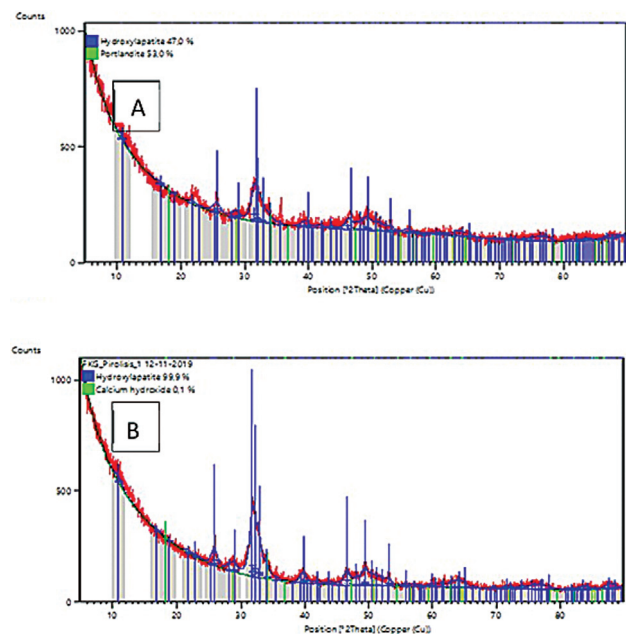 Counts
1000
Hydroxylapatite 47,0 %
Portlandite 53,0 %
A
500
0
10 20 30 40 50 60 70 80
Position [°2Theta] (Copper (Cu))
Counts
FKG_Pirolisis_1 12-11-2019
1000
Hydroxylapatite 99,9 %
Calcium hydroxide 0,1 %
B
500
0
10 20 30 40 50 60 70 80
Position [°2Theta] (Copper (Cu))